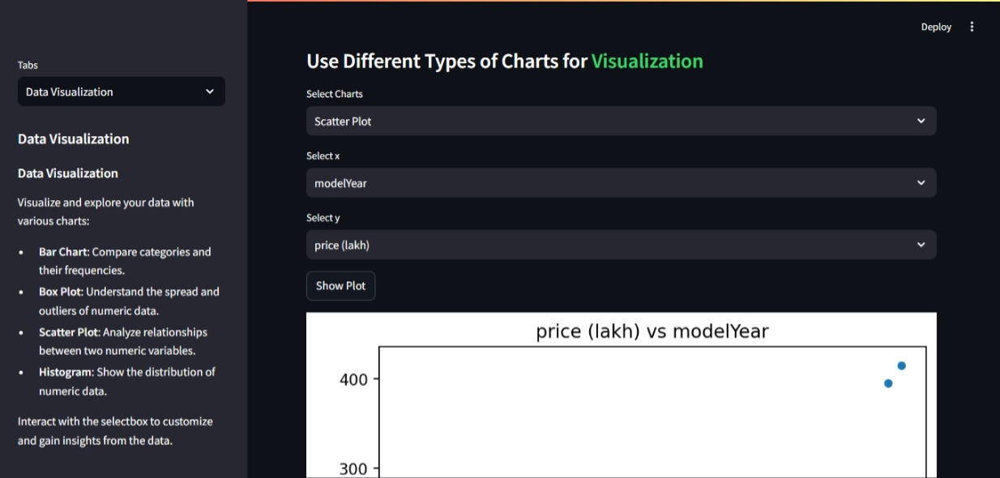 Deploy
Tabs
Data Visualization
Data Visualization
Data Visualization
Visualize and explore your data with
various charts:
• Bar Chart: Compare categories and
their frequencies.
• Box Plot: Understand the spread and
outliers of numeric data.
• Scatter Plot: Analyze relationships
between two numeric variables.
• Histogram: Show the distribution of
numeric data.
Interact with the selectbox to customize
and gain insights from the data.
Use Different Types of Charts for Visualization
Select Charts
Scatter Plot
Select x
modelYear
Select y
price (lakh)
Show Plot
price (lakh) vs modelYear
400
300